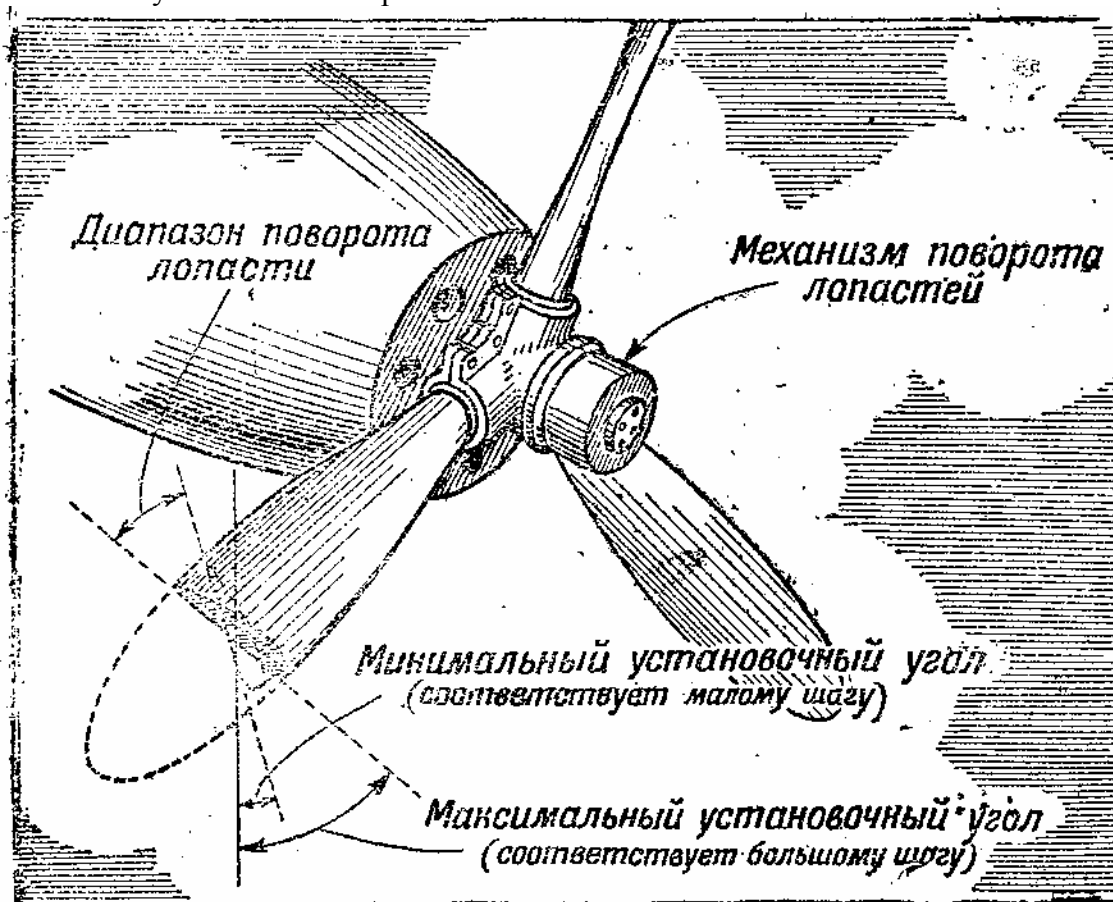 Диапазон поворота
лопасти
Механизм поворота
лопастей
Минимальный установочный угол
(соответствует малому шагу)
Максимальный установочный угол
(соответствует большому шагу)